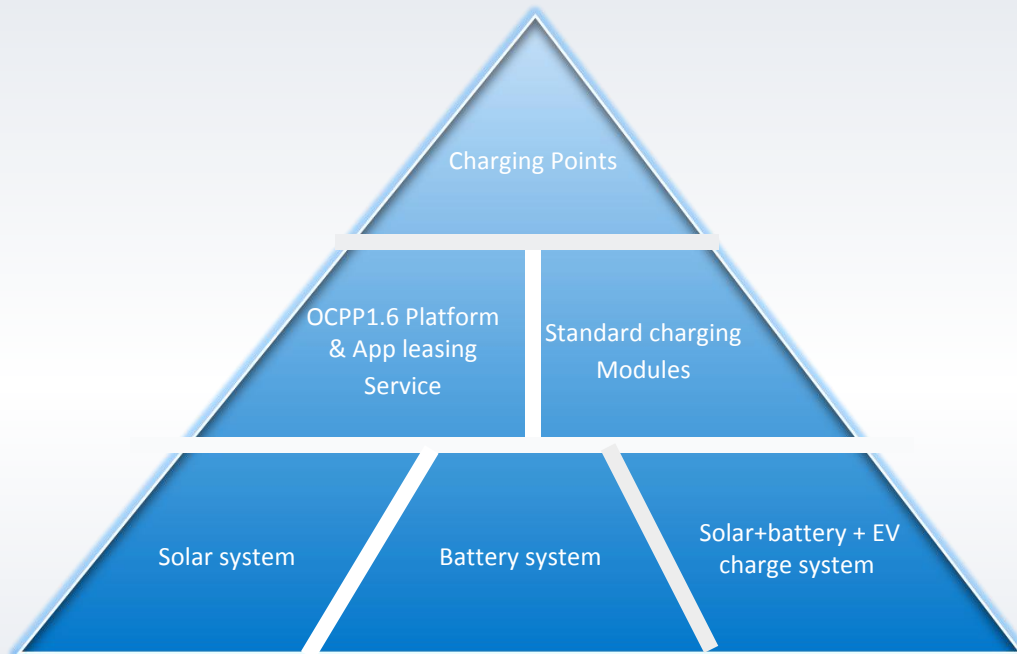 Charging Points
OCPP1.6 Platform
& App leasing
Service
Standard charging
Modules
Solar system
Battery system
Solar+battery + EV
charge system